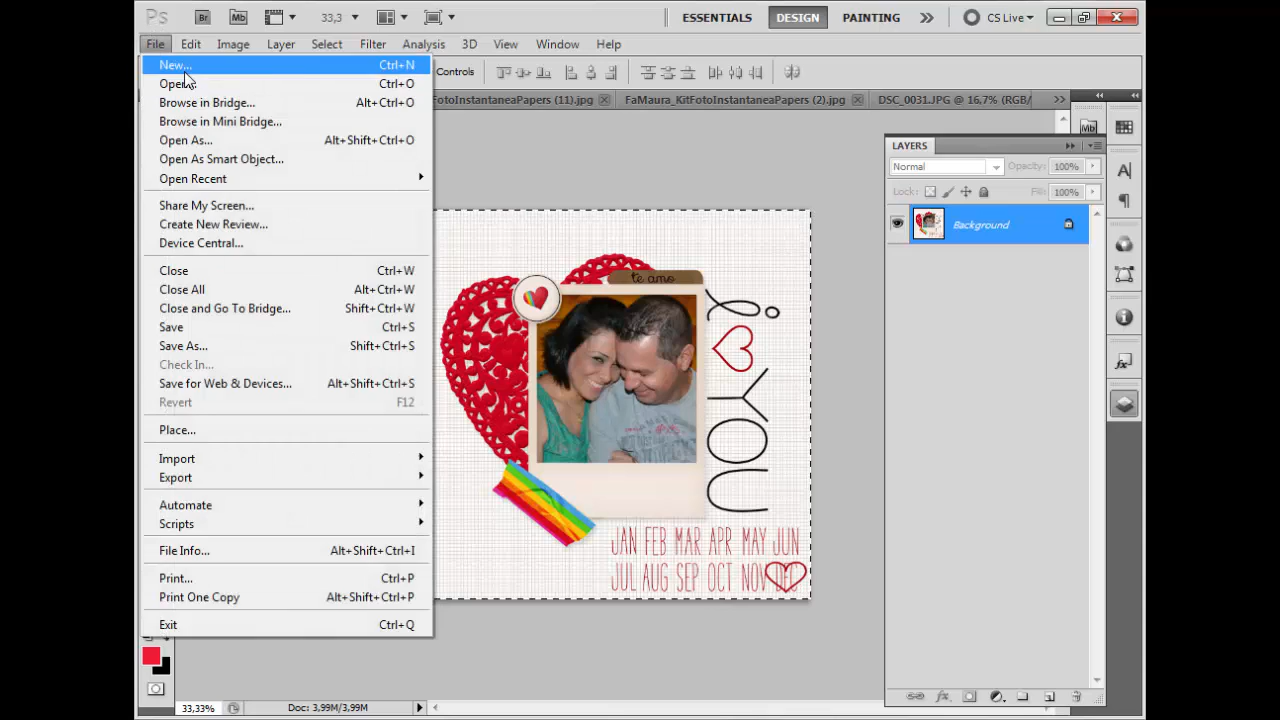 Ps Br Mb 33,3 ESSENTIALS DESIGN PAINTING CS Live
File Edit Image Layer Select Filter Analysis 3D View Window Help
New... Ctrl+N
Open... Ctrl+O
Browse in Bridge... Alt+Ctrl+O
Browse in Mini Bridge...
Open As... Alt+Shift+Ctrl+O
Open As Smart Object...
Open Recent
Share My Screen...
Create New Review...
Device Central...
Close Ctrl+W
Close All Alt+Ctrl+W
Close and Go To Bridge... Shift+Ctrl+W
Save Ctrl+S
Save As... Shift+Ctrl+S
Check In...
Save for Web & Devices... Alt+Shift+Ctrl+S
Revert F12
Place...
Import
Export
Automate
Scripts
File Info... Alt+Shift+Ctrl+I
Print... Ctrl+P
Print One Copy Alt+Shift+Ctrl+P
Exit Ctrl+Q
Controls
FotoInstantaneaPapers (11).jpg FaMaura_KitFotoInstantaneaPapers (2).jpg DSC_0031.JPG @ 16,7% (RGB/
te amo
i
YOU
JAN FEB MAR APR MAY JUN
JUL AUG SEP OCT NOV DEC
Mb
LAYERS
Normal Opacity: 100%
Lock: Fill: 100%
Background
33,33% Doc: 3,99M/3,99M